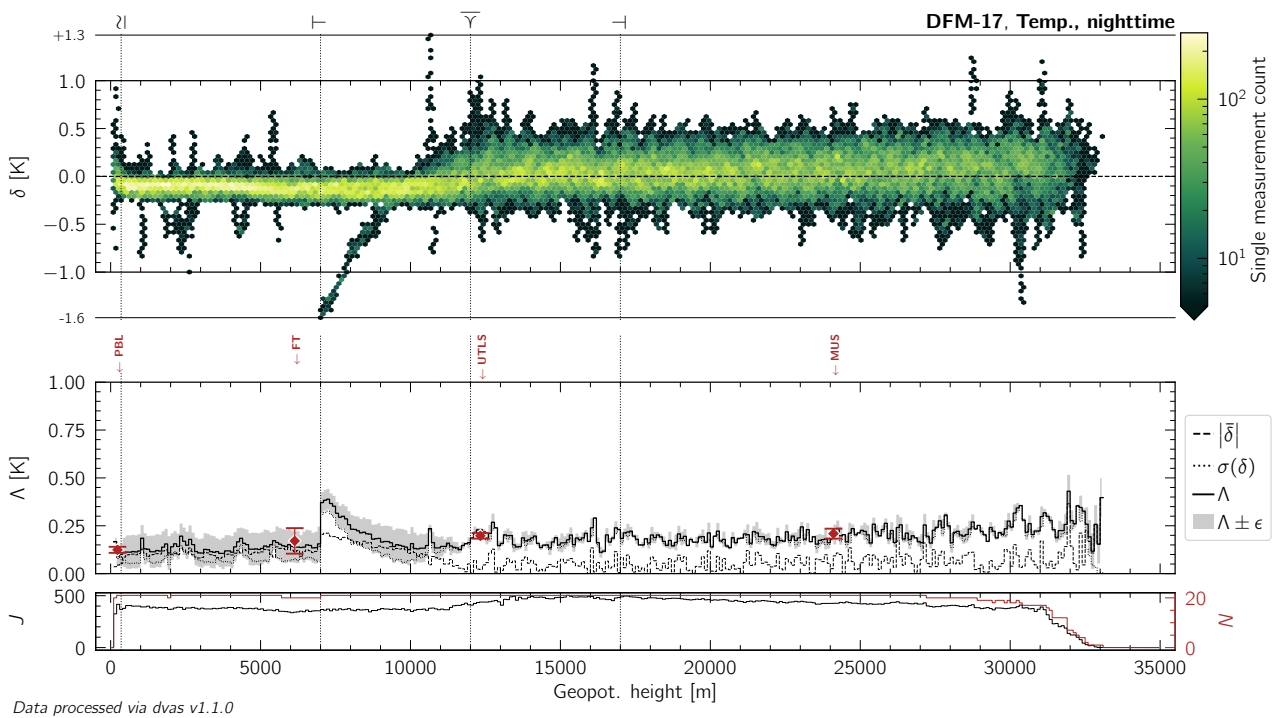 DFM-17, Temp., nighttime
+1.3
1.0
0.5
0.0
−0.5
−1.0
-1.6
δ [K]
10²
10¹
Single measurement count
PBL
FT
UTLS
MUS
1.00
0.75
0.50
0.25
0.00
Λ [K]
|δ̄|
σ(δ)
Λ
Λ ± ϵ
500
0
J
20
0
N
0 5000 10000 15000 20000 25000 30000 35000
Geopot. height [m]
Data processed via dvas v1.1.0